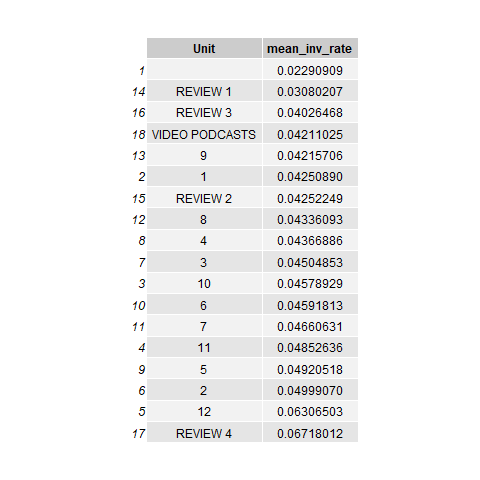 Unit mean_inv_rate
1 0.02290909
14 REVIEW 1 0.03080207
16 REVIEW 3 0.04026468
18 VIDEO PODCASTS 0.04211025
13 9 0.04215706
2 1 0.04250890
15 REVIEW 2 0.04252249
12 8 0.04336093
8 4 0.04366886
7 3 0.04504853
3 10 0.04578929
10 6 0.04591813
11 7 0.04660631
4 11 0.04852636
9 5 0.04920518
6 2 0.04999070
5 12 0.06306503
17 REVIEW 4 0.06718012